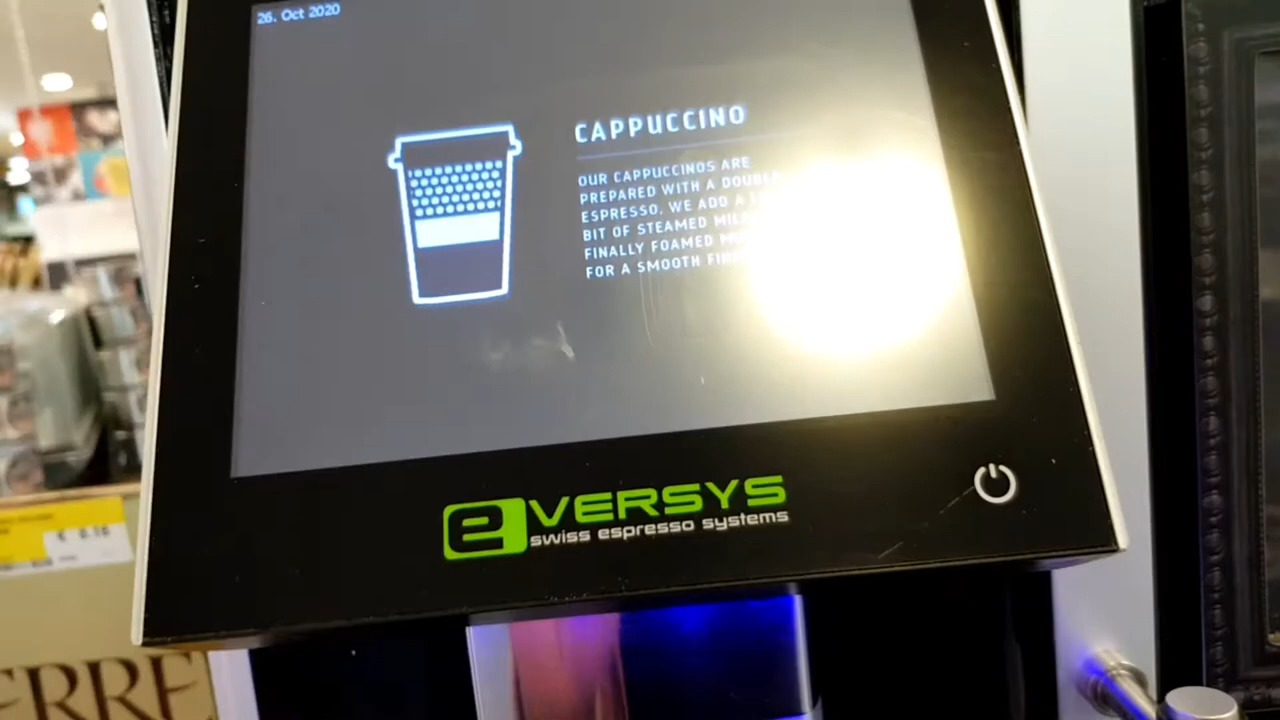 26. Oct 2020
CAPPUCCINO
OUR CAPPUCCINOS ARE
PREPARED WITH A DOUBLE
ESPRESSO, WE ADD A
BIT OF STEAMED MILK
FINALLY FOAMED
FOR A SMOOTH
eVERSYS
swiss espresso systems
ERRE